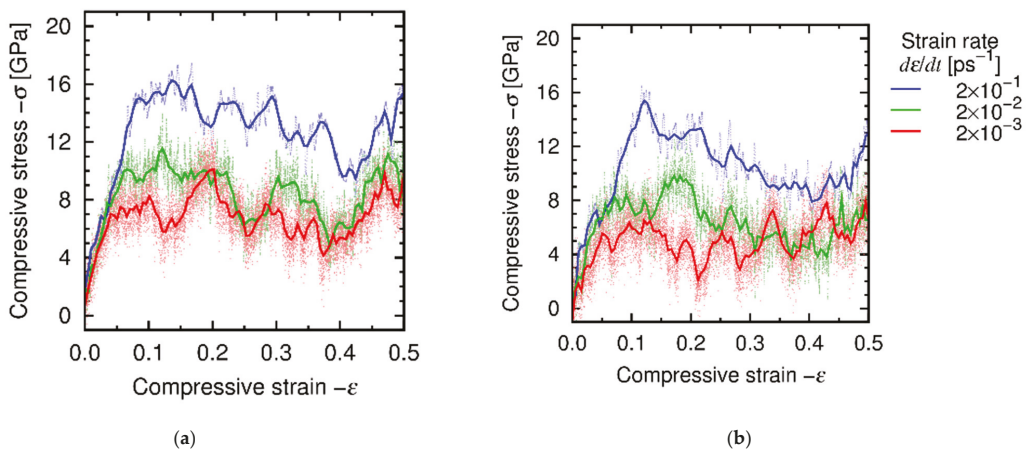 Compressive stress −σ [GPa]
20
16
12
8
4
0
0.0 0.1 0.2 0.3 0.4 0.5
Compressive strain −ε
(a)
Compressive stress −σ [GPa]
20
16
12
8
4
0
0.0 0.1 0.2 0.3 0.4 0.5
Compressive strain −ε
(b)
Strain rate
dε/dt [ps⁻¹]
2×10⁻¹
2×10⁻²
2×10⁻³